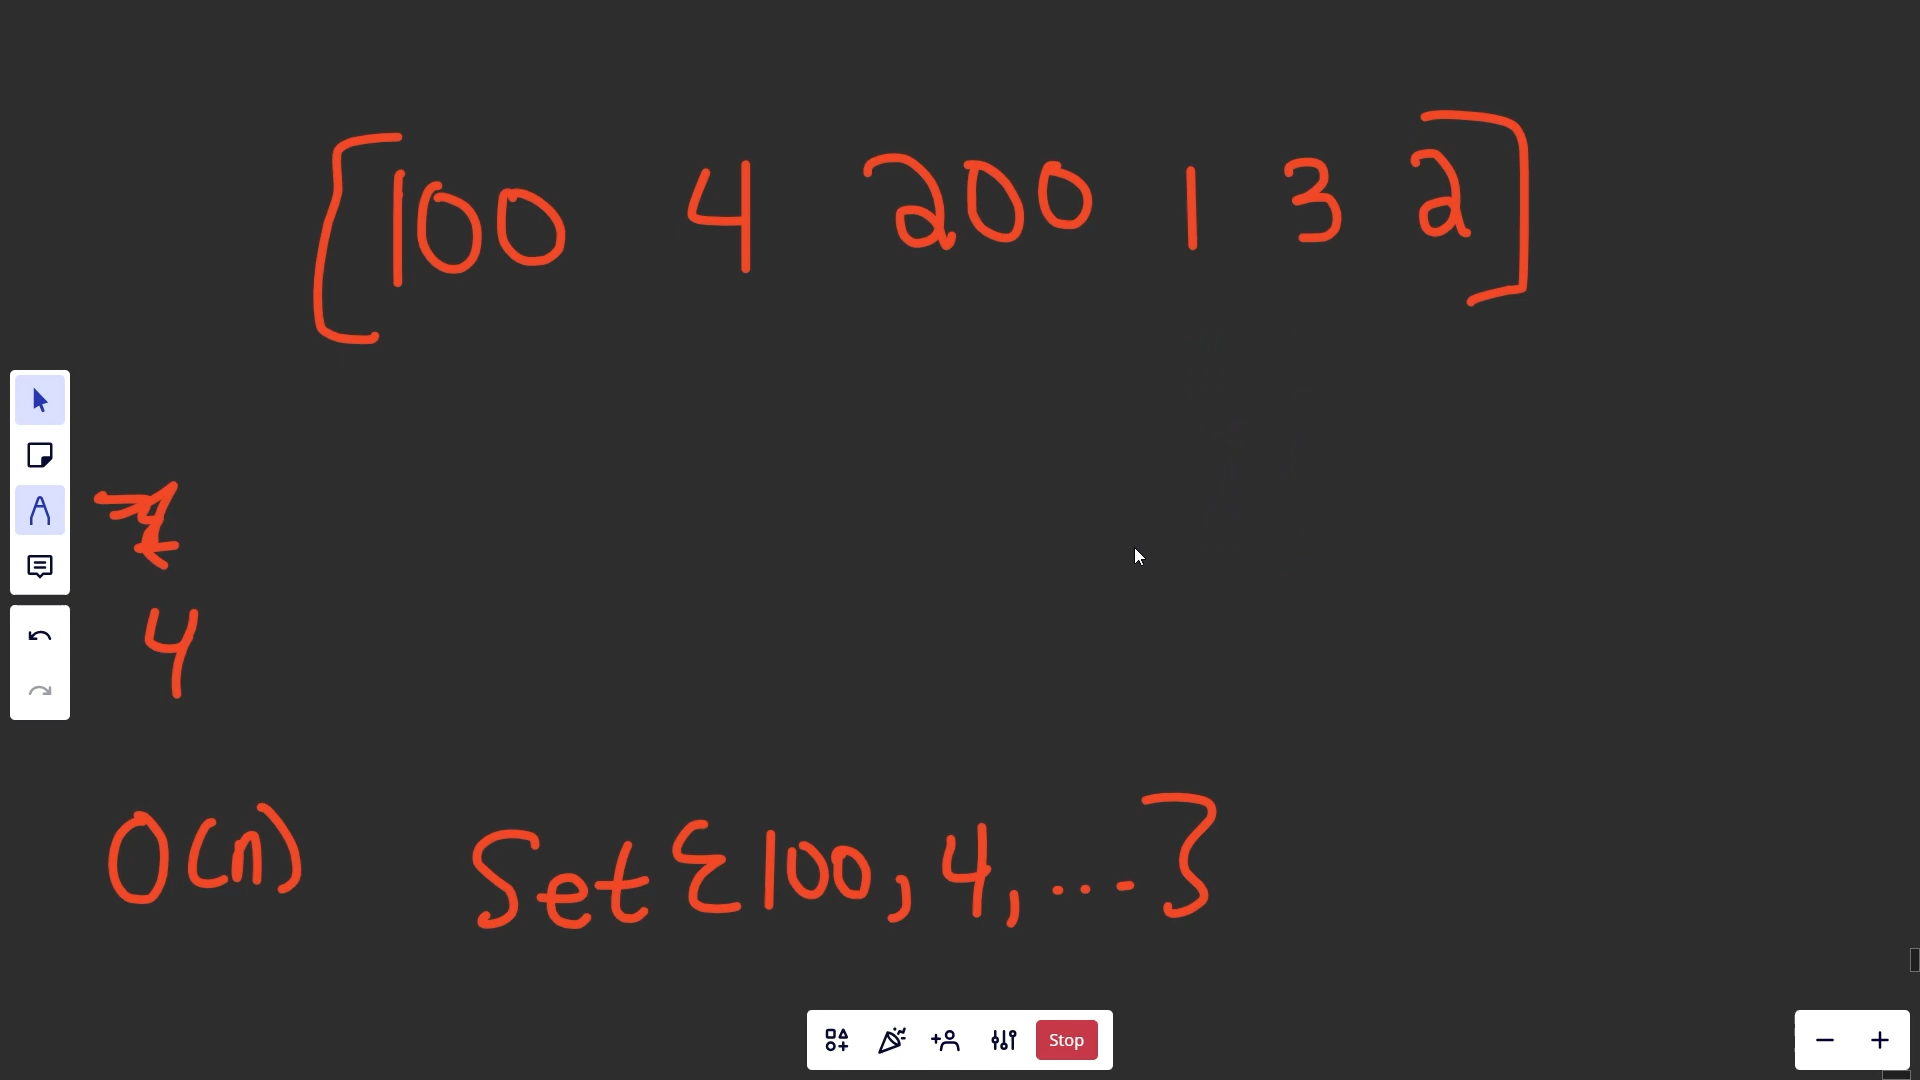 [100 4 200 1 3 2]
4
O(n) Set{100, 4, ...}
Stop